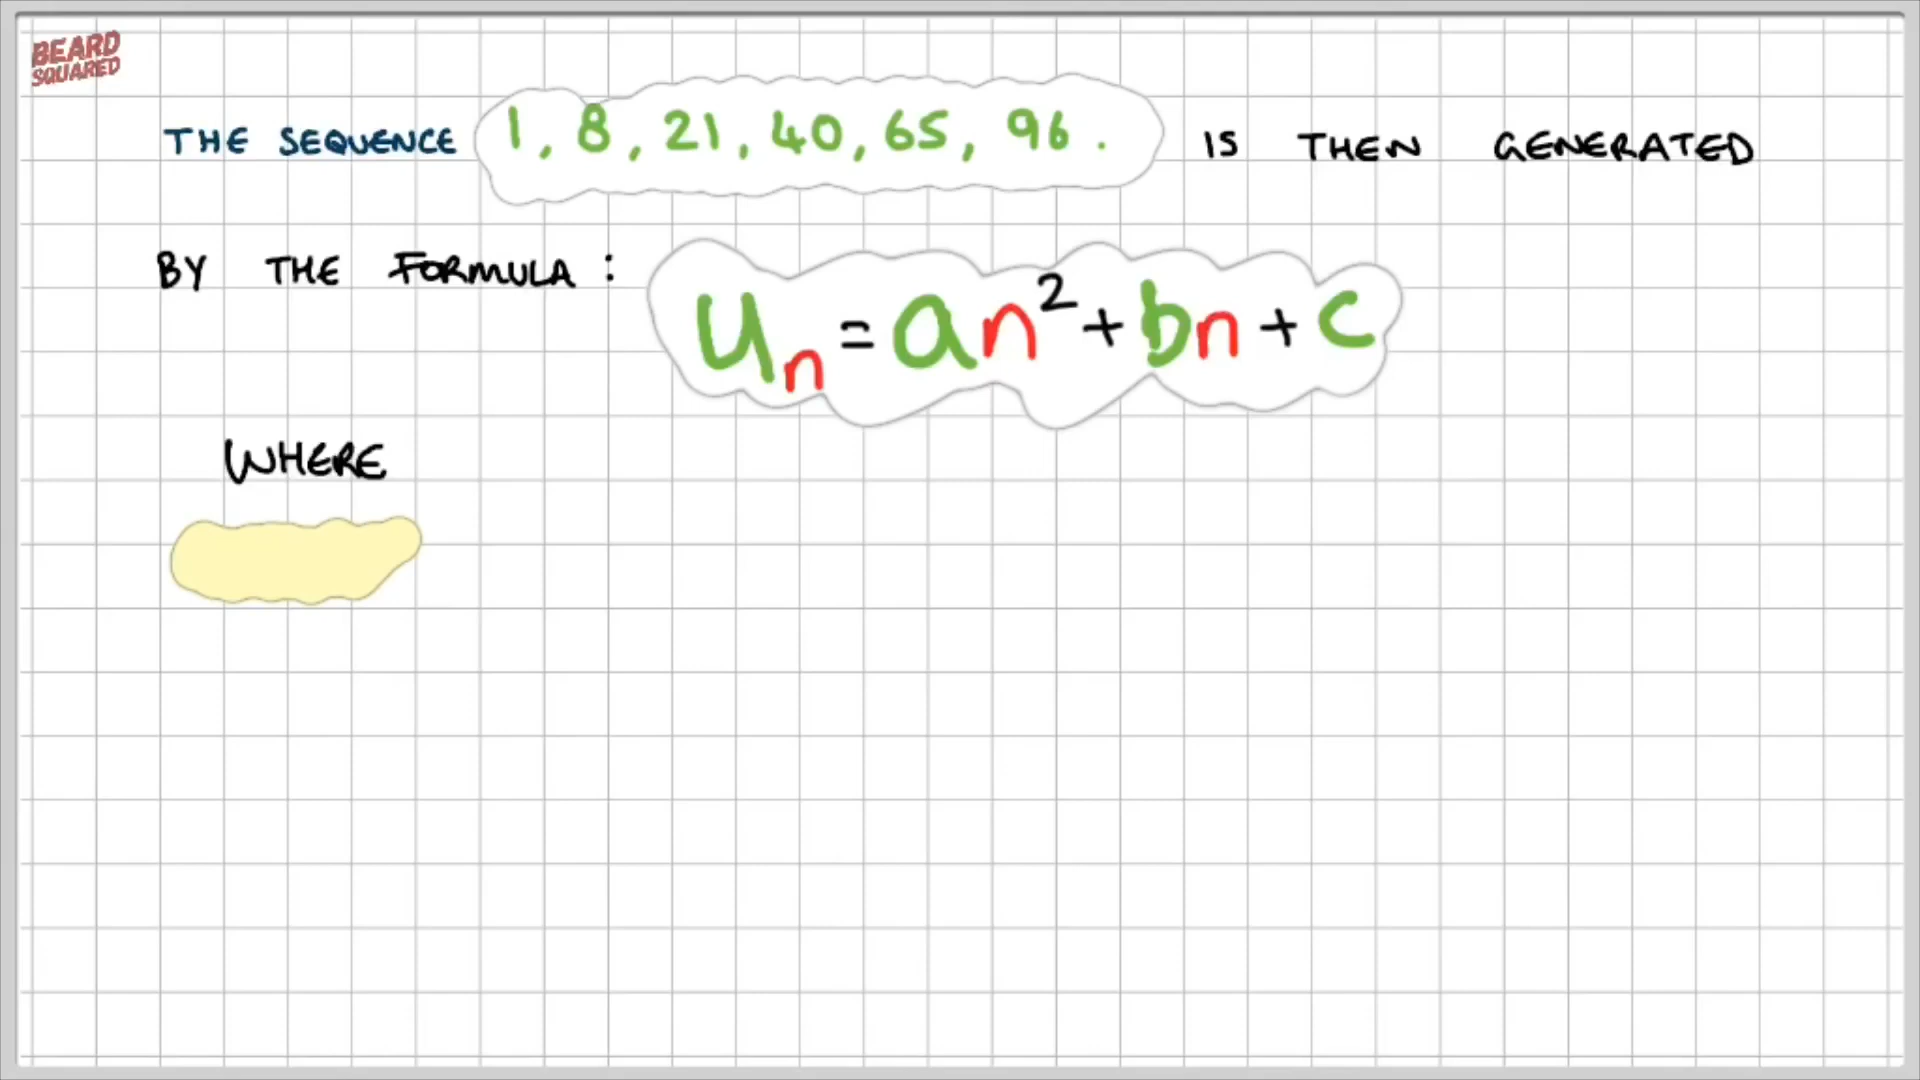 BEARD
SQUARED
THE SEQUENCE 1, 8, 21, 40, 65, 96. IS THEN GENERATED
BY THE FORMULA: Uₙ = an² + bn + c
WHERE